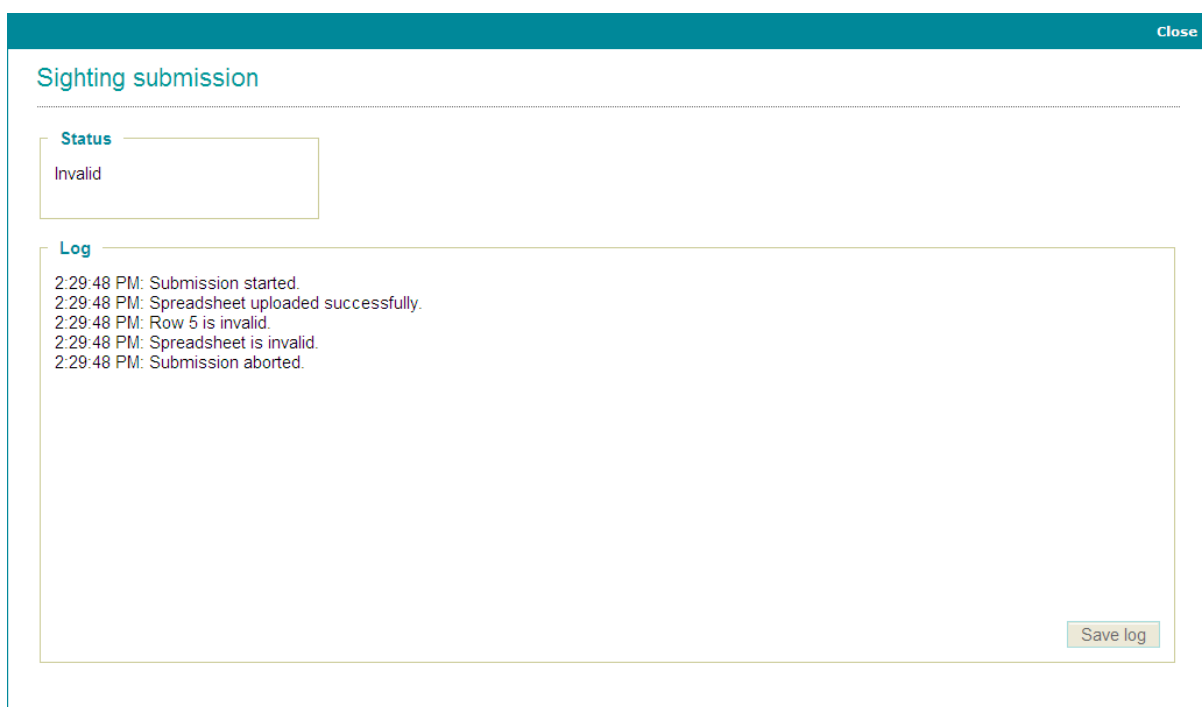 Close
Sighting submission
Status
Invalid
Log
2:29:48 PM: Submission started.
2:29:48 PM: Spreadsheet uploaded successfully.
2:29:48 PM: Row 5 is invalid.
2:29:48 PM: Spreadsheet is invalid.
2:29:48 PM: Submission aborted.
Save log